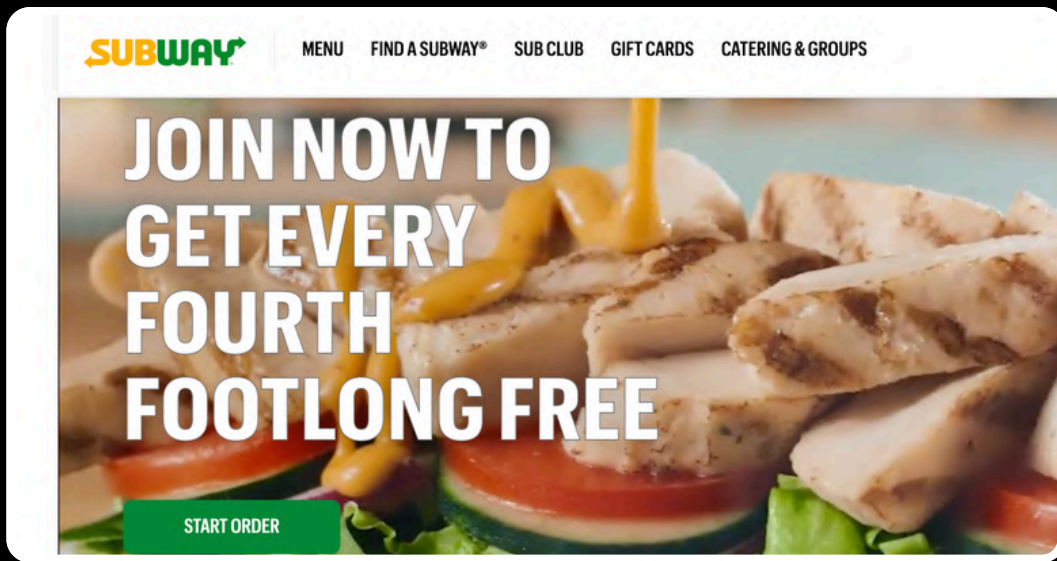 SUBWAY MENU FIND A SUBWAY® SUB CLUB GIFT CARDS CATERING & GROUPS
JOIN NOW TO
GET EVERY
FOURTH
FOOTLONG FREE
START ORDER